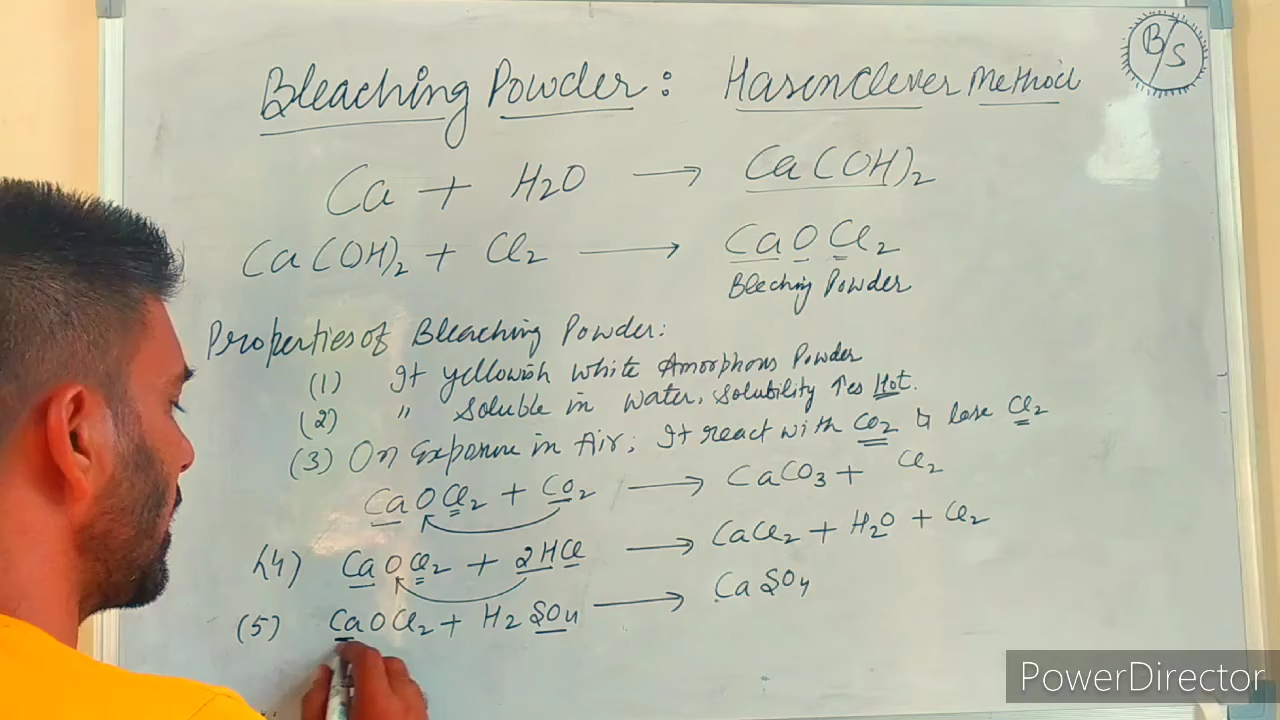 B/S
Bleaching Powder: Hasenclever Method
Ca + H2O → Ca(OH)2
Ca(OH)2 + Cl2 → CaOCl2
Bleching Powder
Properties of Bleaching Powder:
(1) It yellowish white Amorphous Powder
(2) " Soluble in water, Solubility ↑es Hot.
(3) On Exposure in Air; It react with CO2 & lose Cl2
CaOCl2 + CO2 → CaCO3 + Cl2
(4) CaOCl2 + 2HCl → CaCl2 + H2O + Cl2
(5) CaOCl2 + H2SO4 → CaSO4
PowerDirector